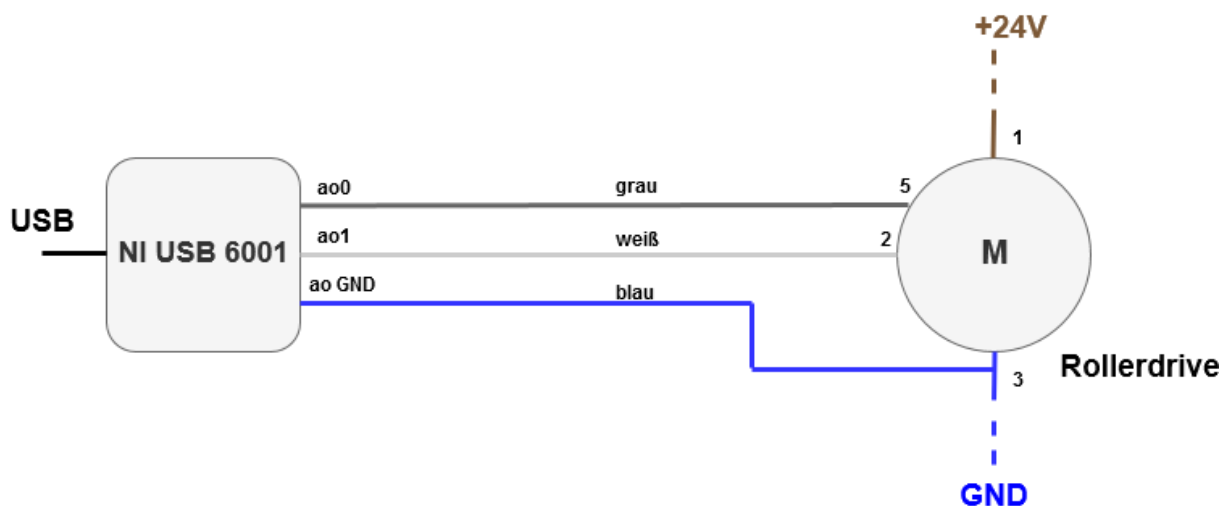 +24V
1
ao0
grau
5
USB
NI USB 6001
ao1
weiß
2
M
ao GND
blau
Rollerdrive
3
GND